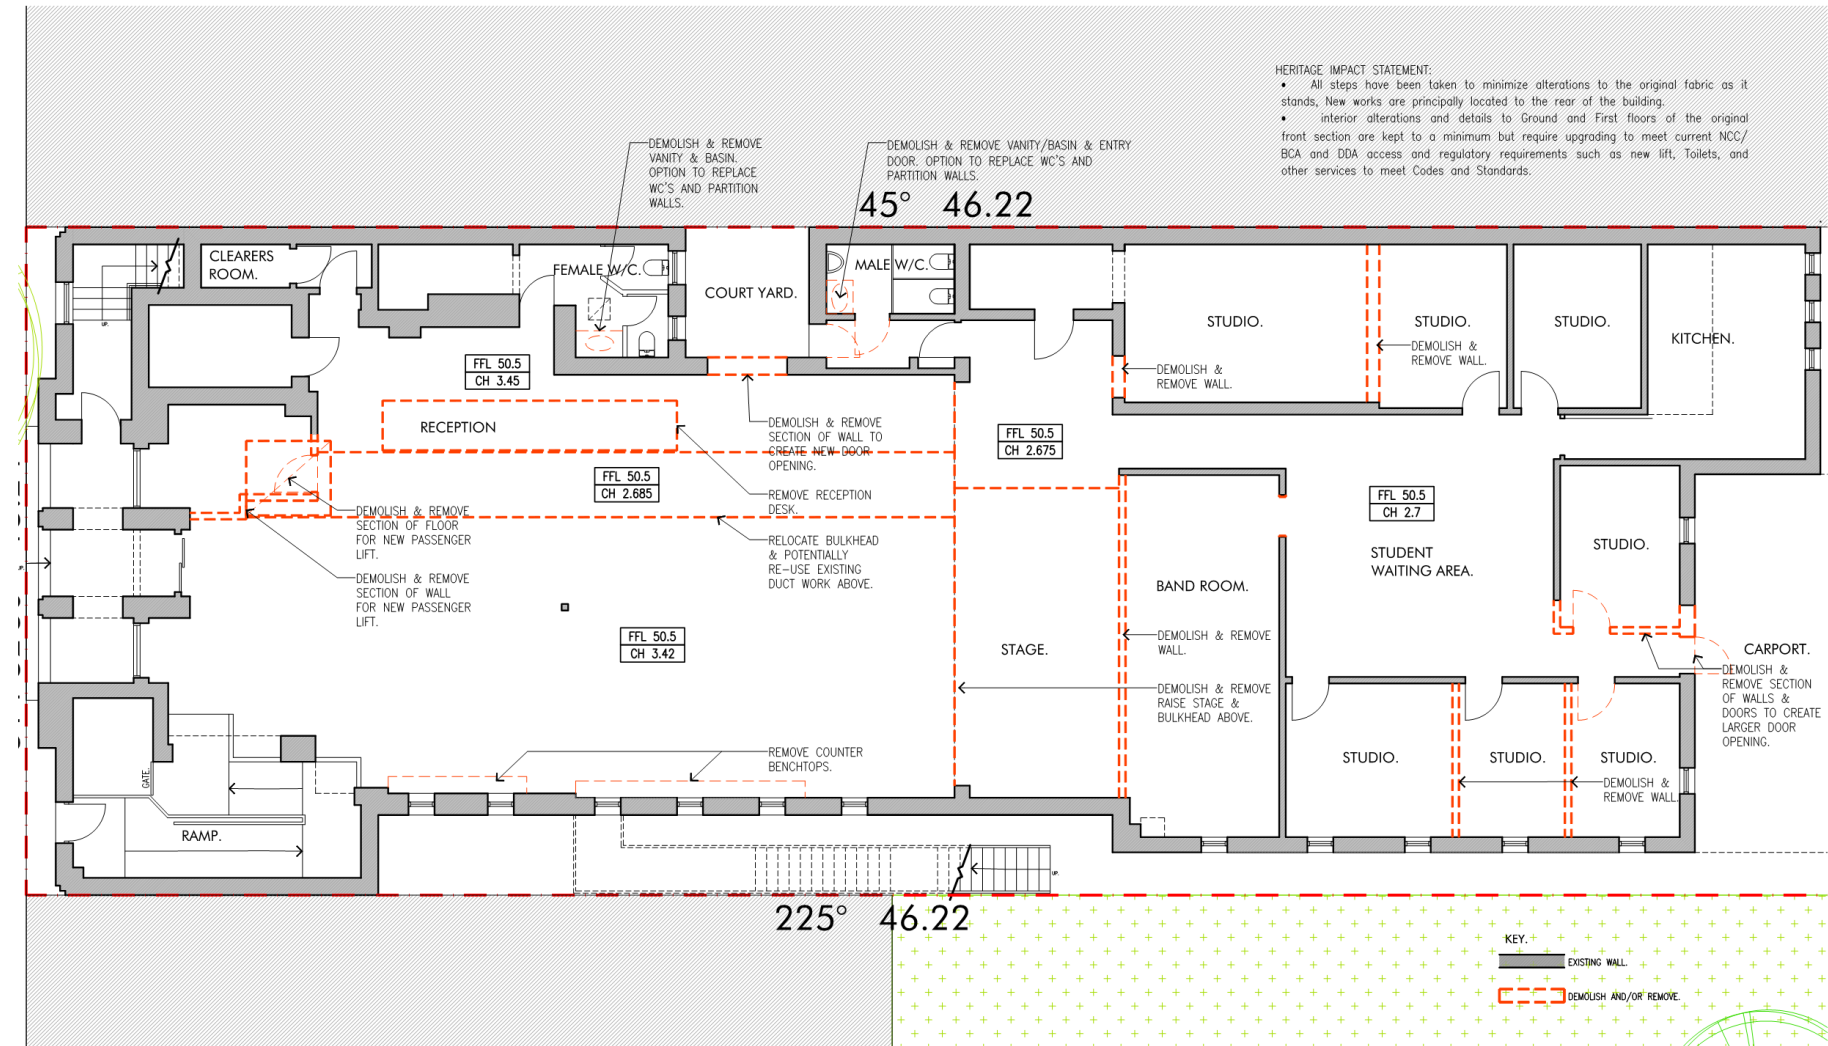 HERITAGE IMPACT STATEMENT:
• All steps have been taken to minimize alterations to the original fabric as it
stands, New works are principally located to the rear of the building.
• interior alterations and details to Ground and First floors of the original
front section are kept to a minimum but require upgrading to meet current NCC/
BCA and DDA access and regulatory requirements such as new lift, Toilets, and
other services to meet Codes and Standards.
DEMOLISH & REMOVE
VANITY & BASIN.
OPTION TO REPLACE
WC'S AND PARTITION
WALLS.
DEMOLISH & REMOVE VANITY/BASIN & ENTRY
DOOR. OPTION TO REPLACE WC'S AND
PARTITION WALLS.
45° 46.22
CLEARERS
ROOM.
FEMALE W/C.
COURT YARD.
MALE W/C.
UP.
STUDIO.
STUDIO.
STUDIO.
KITCHEN.
DEMOLISH &
REMOVE WALL.
DEMOLISH &
REMOVE WALL.
FFL 50.5
CH 3.45
RECEPTION
DEMOLISH & REMOVE
SECTION OF WALL TO
CREATE NEW DOOR
OPENING.
FFL 50.5
CH 2.675
FFL 50.5
CH 2.685
REMOVE RECEPTION
DESK.
FFL 50.5
CH 2.7
DEMOLISH & REMOVE
SECTION OF FLOOR
FOR NEW PASSENGER
LIFT.
RELOCATE BULKHEAD
& POTENTIALLY
RE-USE EXISTING
DUCT WORK ABOVE.
STUDENT
WAITING AREA.
STUDIO.
DEMOLISH & REMOVE
SECTION OF WALL
FOR NEW PASSENGER
LIFT.
BAND ROOM.
FFL 50.5
CH 3.42
STAGE.
DEMOLISH & REMOVE
WALL.
CARPORT.
DEMOLISH &
REMOVE SECTION
OF WALLS &
DOORS TO CREATE
LARGER DOOR
OPENING.
DEMOLISH & REMOVE
RAISE STAGE &
BULKHEAD ABOVE.
REMOVE COUNTER
BENCHTOPS.
STUDIO.
STUDIO.
STUDIO.
DEMOLISH &
REMOVE WALL.
GATE.
RAMP.
UP.
225° 46.22
KEY.
EXISTING WALL.
DEMOLISH AND/OR REMOVE.